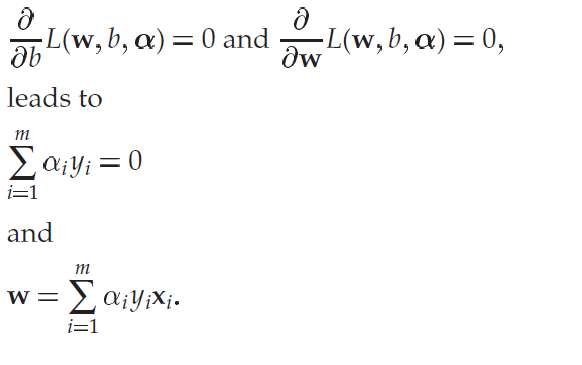 ∂/∂b L(w, b, α) = 0 and ∂/∂w L(w, b, α) = 0,
leads to
∑_{i=1}^{m} α_i y_i = 0
and
w = ∑_{i=1}^{m} α_i y_i x_i.